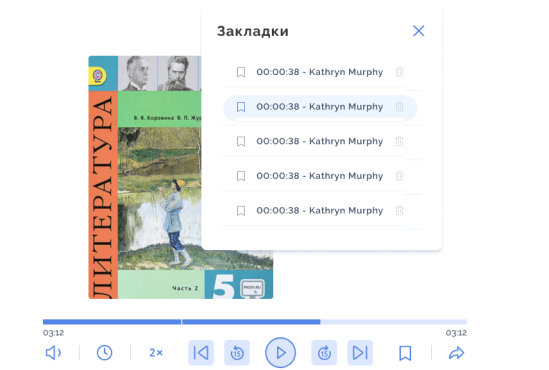 Закладки
00:00:38 - Kathryn Murphy
00:00:38 - Kathryn Murphy
00:00:38 - Kathryn Murphy
00:00:38 - Kathryn Murphy
00:00:38 - Kathryn Murphy
ЛИТЕРАТУРА
В. Я. Коровина В. П. Жур
Часть 2
5
03:12
03:12
2×
15
15